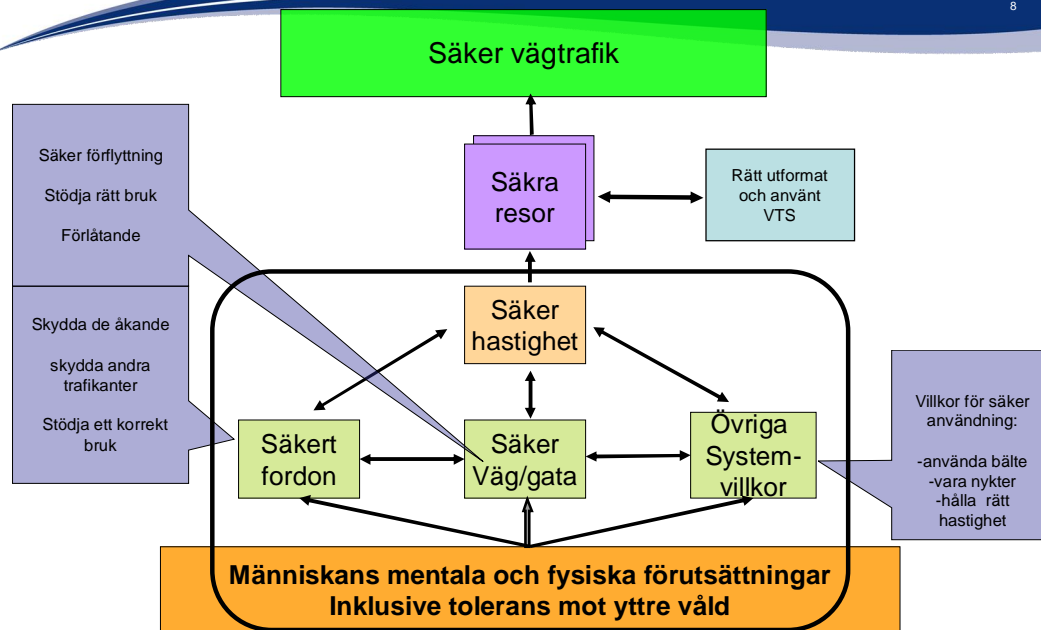 8
Säker vägtrafik
Säker förflyttning
Stödja rätt bruk
Förlåtande
Säkra
resor
Rätt utformat
och använt
VTS
Skydda de åkande
skydda andra
trafikanter
Stödja ett korrekt
bruk
Säker
hastighet
Villkor för säker
användning:
-använda bälte
-vara nykter
-hålla rätt
hastighet
Säkert
fordon
Säker
Väg/gata
Övriga
System-
villkor
Människans mentala och fysiska förutsättningar
Inklusive tolerans mot yttre våld